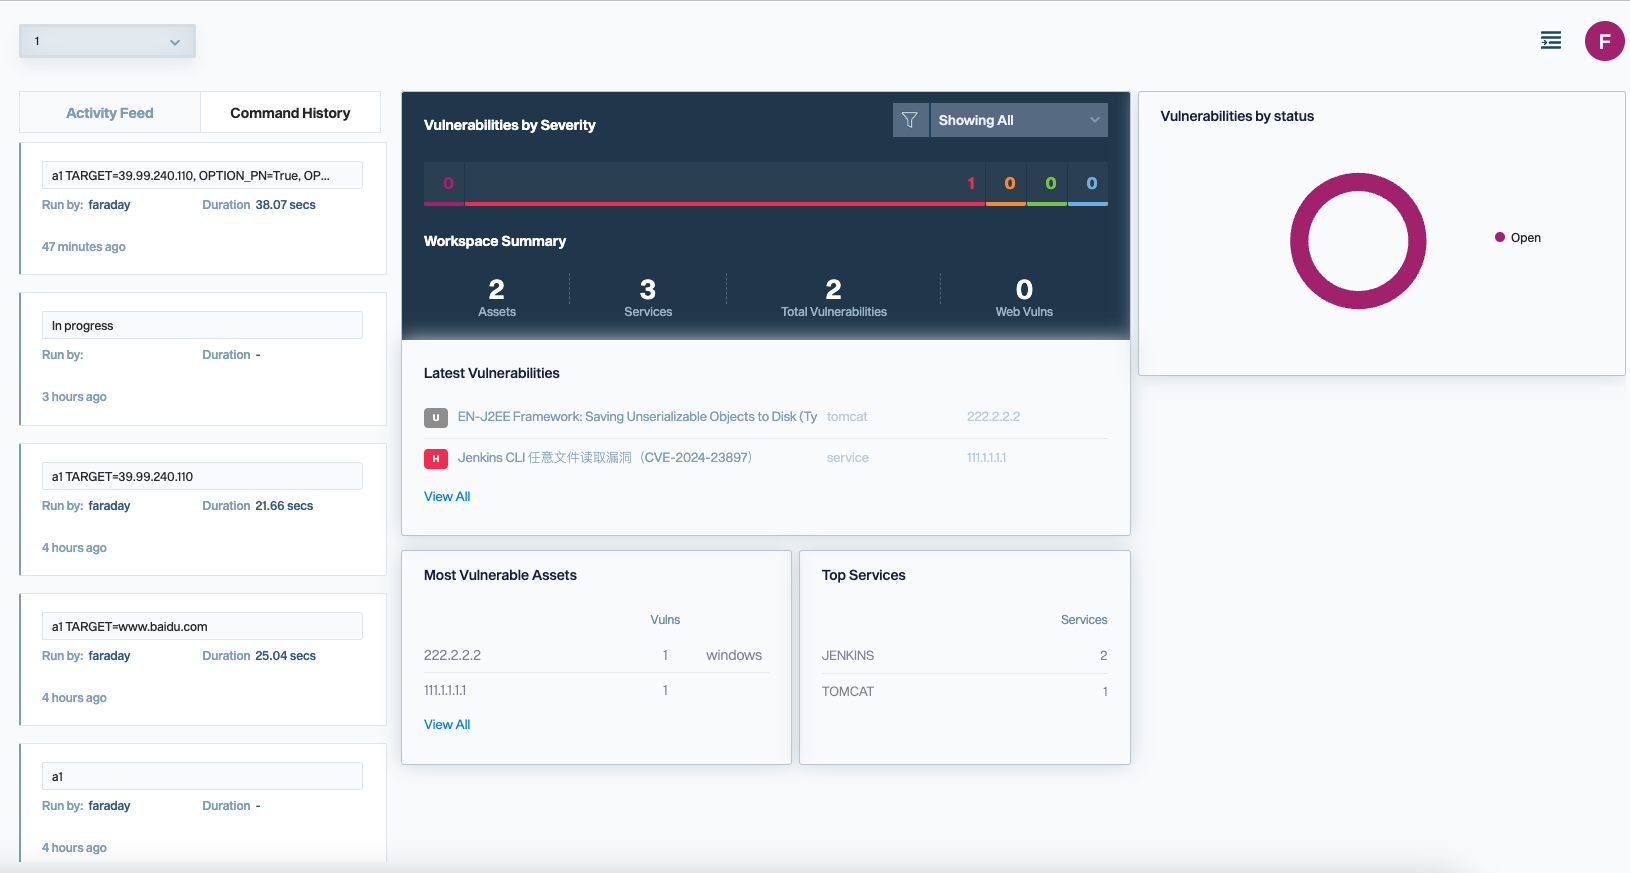 1
F
Activity Feed
Command History
a1 TARGET=39.99.240.110, OPTION_PN=True, OP...
Run by: faraday Duration 38.07 secs
47 minutes ago
In progress
Run by: Duration -
3 hours ago
a1 TARGET=39.99.240.110
Run by: faraday Duration 21.66 secs
4 hours ago
a1 TARGET=www.baidu.com
Run by: faraday Duration 25.04 secs
4 hours ago
a1
Run by: faraday Duration -
4 hours ago
Vulnerabilities by Severity
Showing All
0 1 0 0 0
Workspace Summary
2 3 2 0
Assets Services Total Vulnerabilities Web Vulns
Latest Vulnerabilities
U EN-J2EE Framework: Saving Unserializable Objects to Disk (Ty tomcat 222.2.2.2
H Jenkins CLI 任意文件读取漏洞（CVE-2024-23897） service 111.1.1.1.1
View All
Most Vulnerable Assets
Vulns
222.2.2.2 1 windows
111.1.1.1.1 1
View All
Top Services
Services
JENKINS 2
TOMCAT 1
Vulnerabilities by status
Open